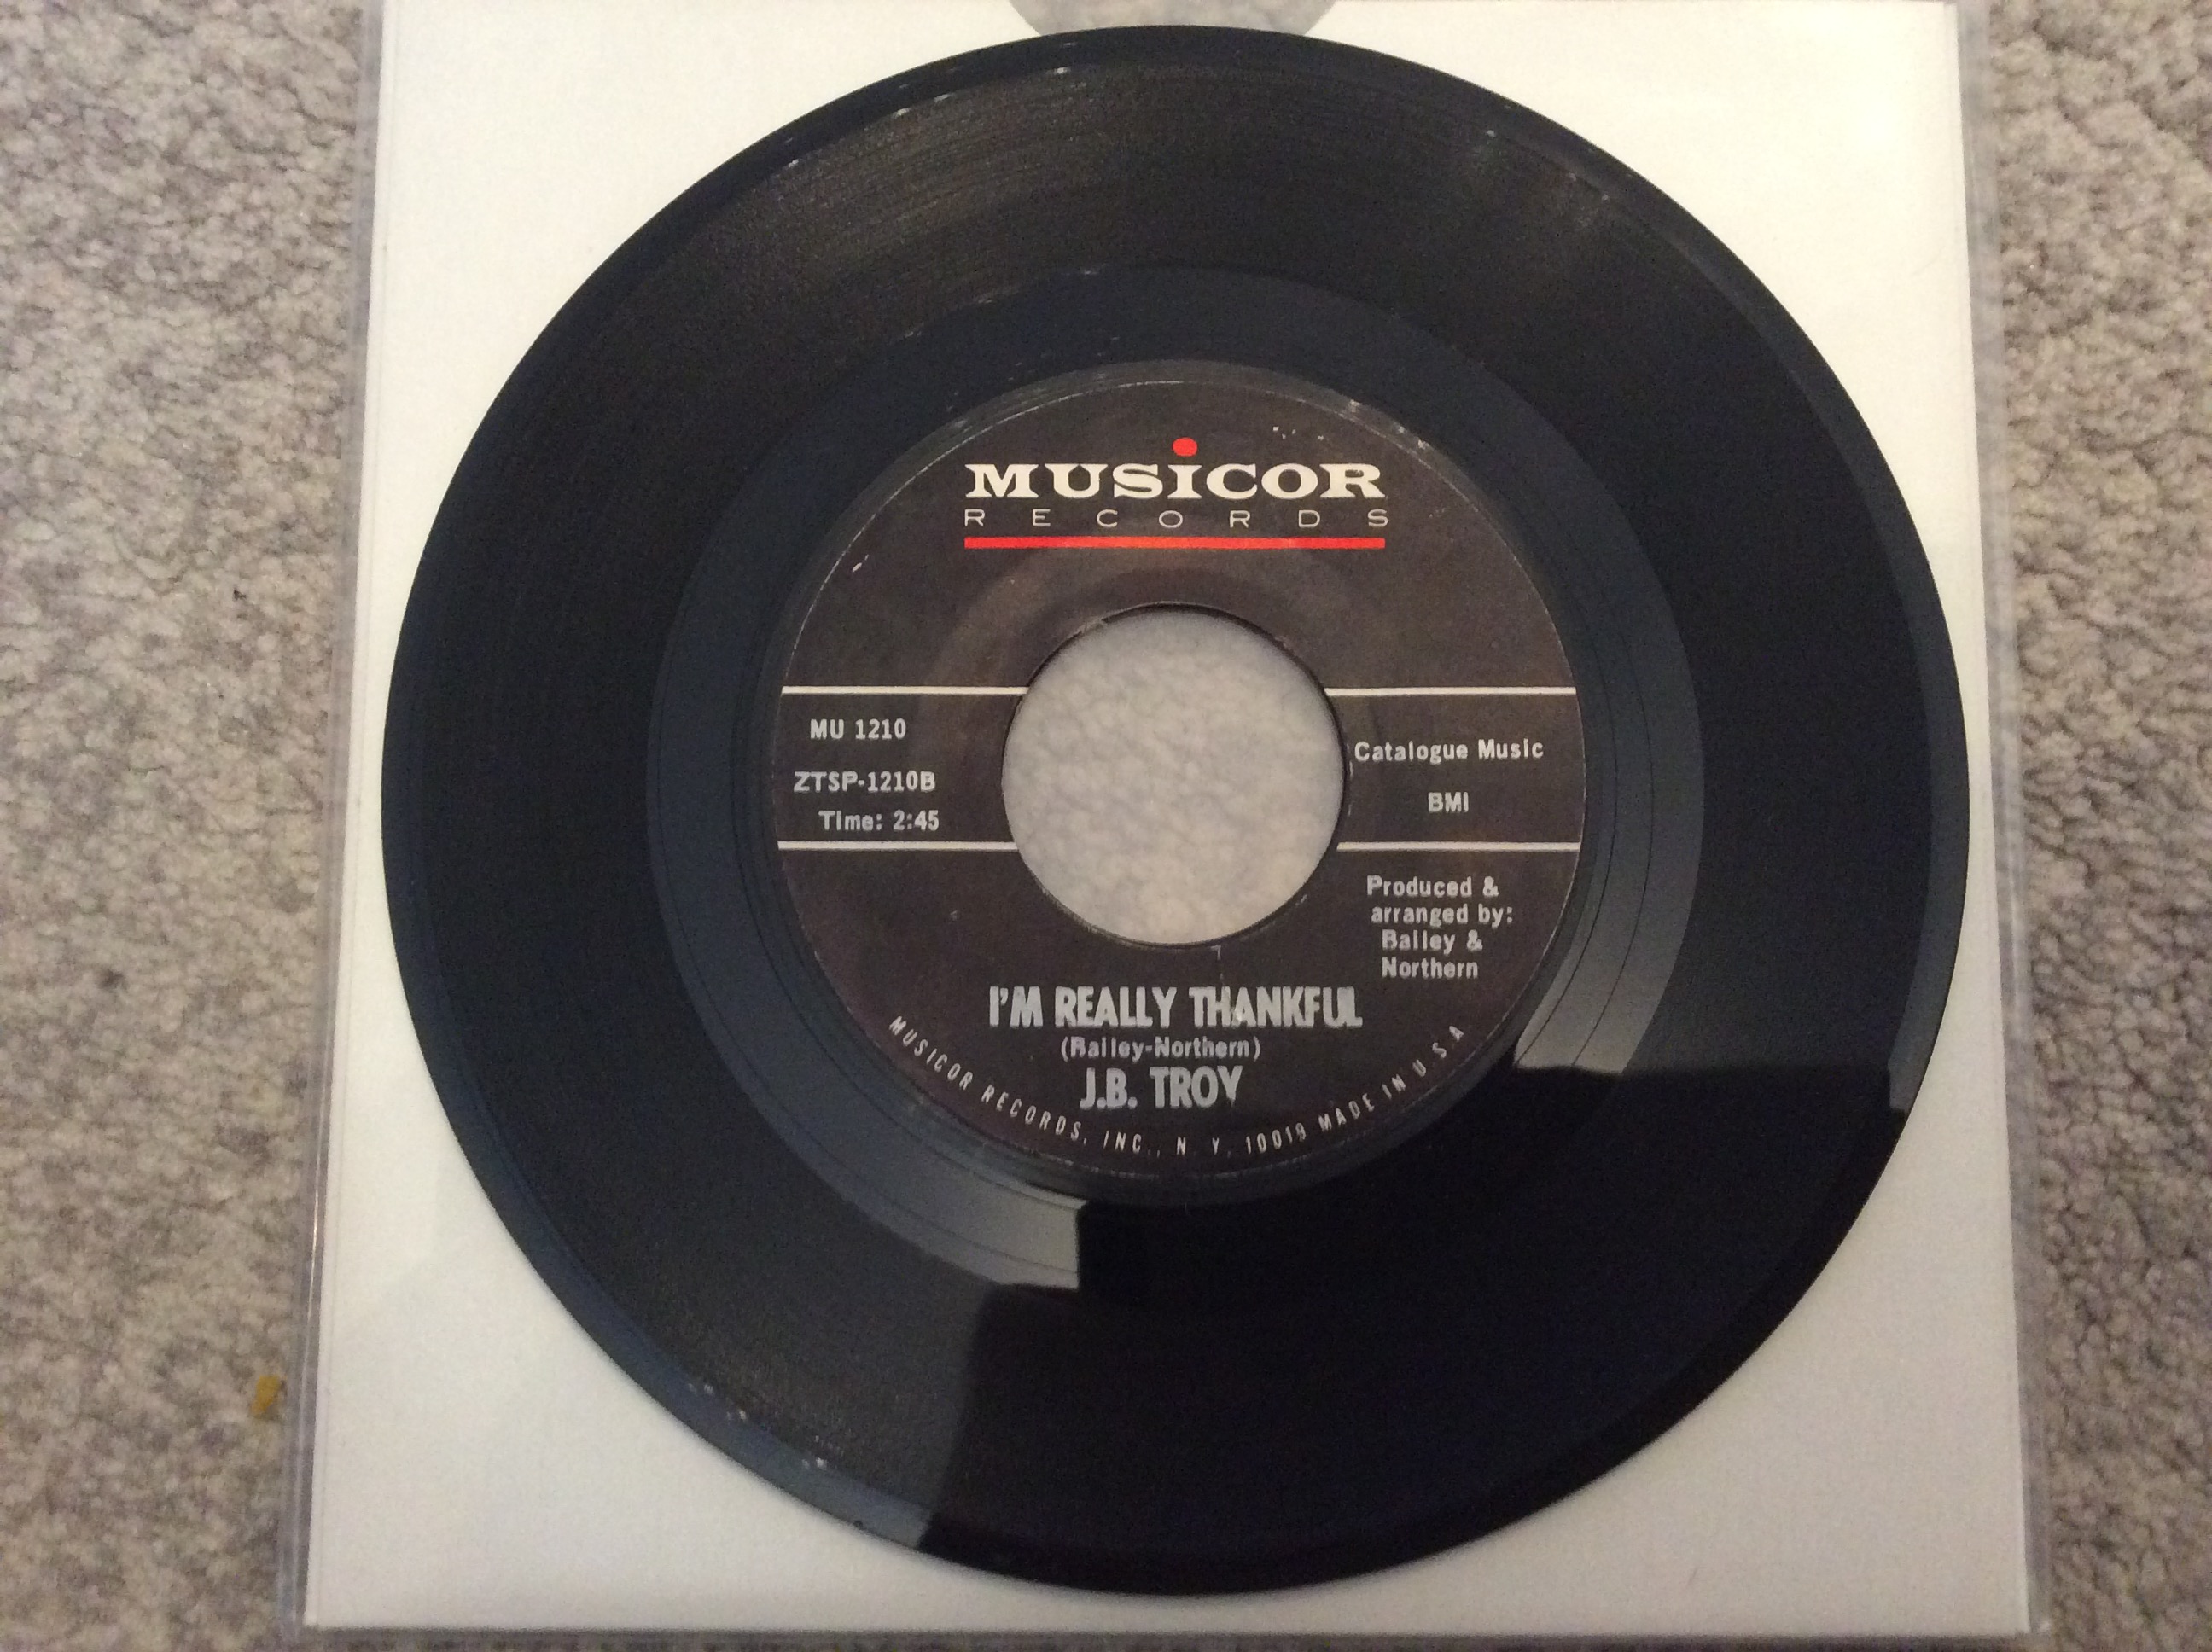 MUSiCOR
RECORDS
MU 1210
ZTSP-1210B
Time: 2:45
Catalogue Music
BMI
Produced &
arranged by:
Bailey &
Northern
I'M REALLY THANKFUL
(Bailey-Northern)
J.B. TROY
MUSICOR RECORDS, INC., N. Y. 10019 MADE IN U.S.A